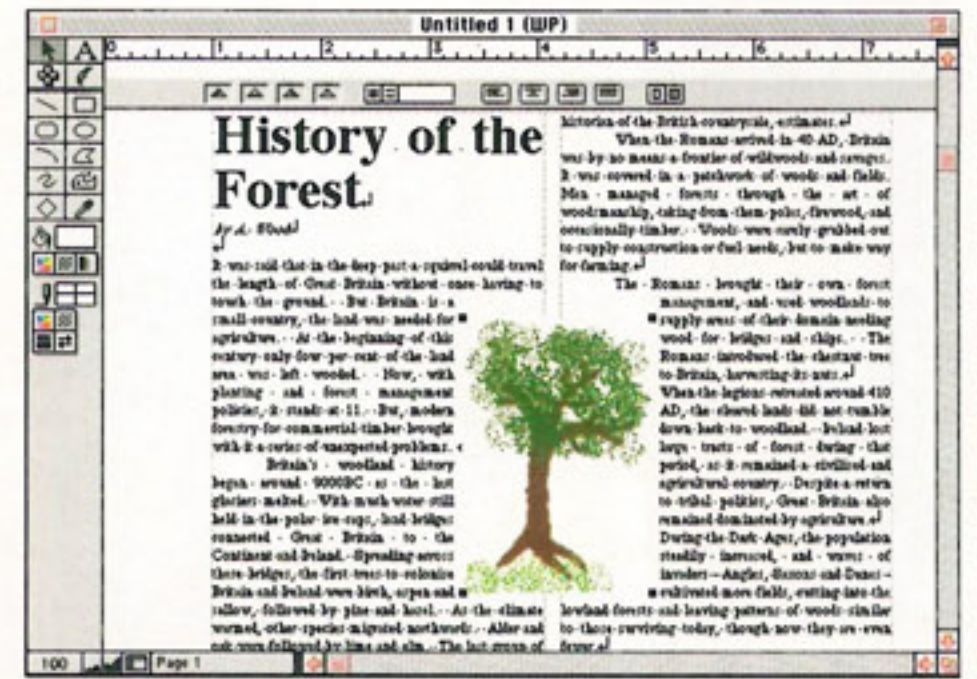 Untitled 1 (WP)
A
0 1 2 3 4 5 6 7
History of the
Forest
It was said that in the deep past a squirrel could travel
the length of Great Britain without once having to
touch the ground. But Britain is a
small country, the land was needed for
agriculture. At the beginning of this
century only four per cent of the land
area was left wooded. Now, with
planting and forest management
policies, it stands at 11. But, modern
forestry for commercial timber brought
with it a series of unexpected problems.
Britain's woodland history
began around 9000BC as the last
glaciers melted. With much water still
held in the polar ice caps, land bridges
connected Great Britain to the
Continent and Ireland. Spreading across
these bridges, the first trees to colonise
Britain and Ireland were birch, aspen and
sallow, followed by pine and hazel. As the climate
warmed, other species migrated northwards. Alder and
oak were followed by lime and elm. The last group of
historian of the British countryside, estimates.
When the Romans arrived in 40 AD, Britain
was by no means a frontier of wildwoods and savages.
It was covered in a patchwork of woods and fields.
Men managed forests through the art of
woodmanship, taking from them poles, firewood, and
occasionally timber. Woods were rarely grubbed out
to supply construction or fuel needs, but to make way
for farming.
The Romans brought their own forest
management, and used woodlands to
supply areas of their domain needing
wood for bridges and ships. The
Romans introduced the chestnut tree
to Britain, harvesting its nuts.
When the legions retreated around 410
AD, the cleared lands did not tumble
down back to woodland. Ireland lost
large tracts of forest during that
period, as it remained a civilised and
agricultural country. Despite a return
to tribal politics, Great Britain also
remained dominated by agriculture.
During the Dark Ages, the population
steadily increased, and waves of
invaders – Angles, Saxons and Danes –
cultivated more fields, cutting into the
lowland forests and leaving patterns of woods similar
to those surviving today, though now they are even
fewer.
100 Page 1